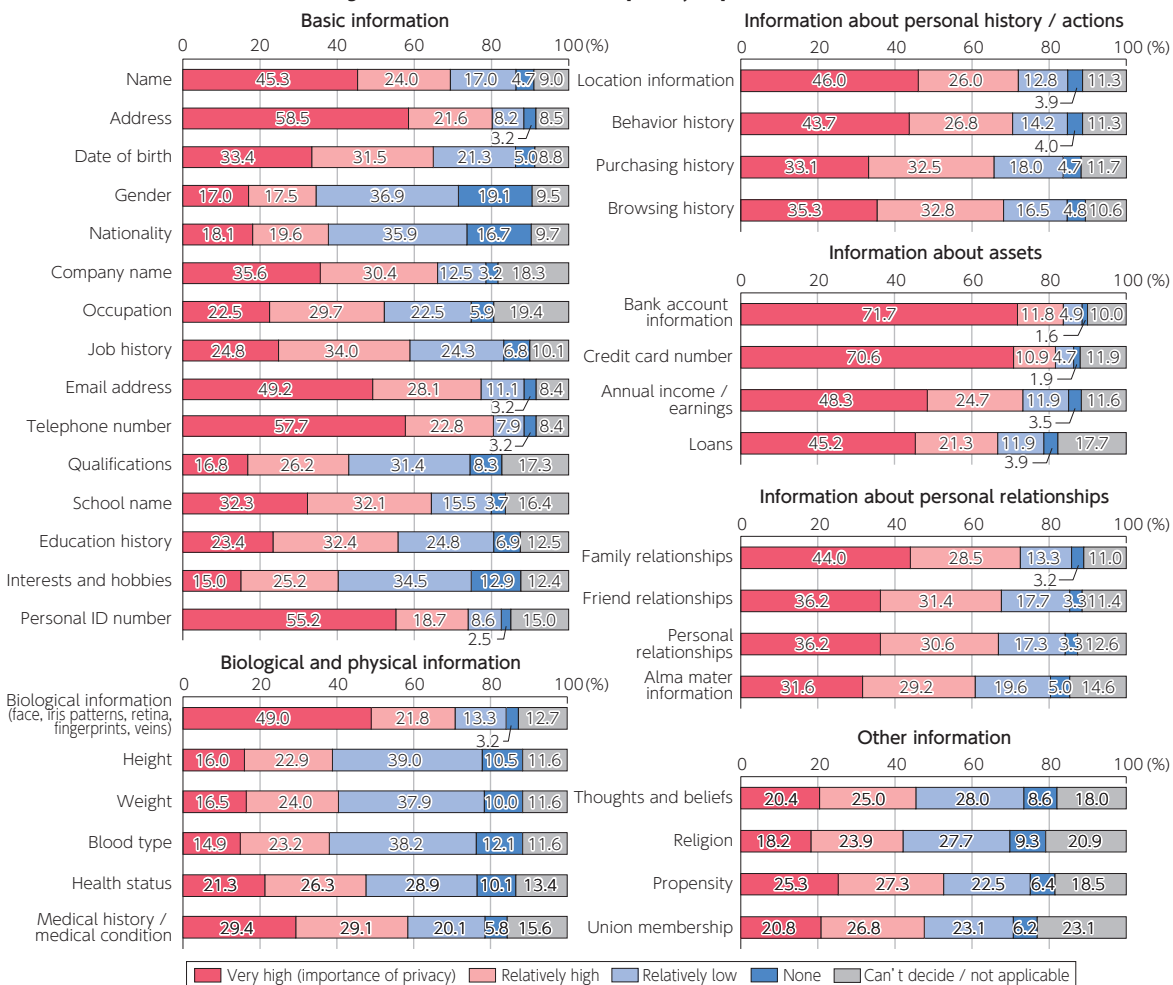 Basic information
0 20 40 60 80 100 (%)
Name 45.3 24.0 17.0 4.7 9.0
Address 58.5 21.6 8.2 3.2 8.5
Date of birth 33.4 31.5 21.3 5.0 8.8
Gender 17.0 17.5 36.9 19.1 9.5
Nationality 18.1 19.6 35.9 16.7 9.7
Company name 35.6 30.4 12.5 3.2 18.3
Occupation 22.5 29.7 22.5 5.9 19.4
Job history 24.8 34.0 24.3 6.8 10.1
Email address 49.2 28.1 11.1 3.2 8.4
Telephone number 57.7 22.8 7.9 3.2 8.4
Qualifications 16.8 26.2 31.4 8.3 17.3
School name 32.3 32.1 15.5 3.7 16.4
Education history 23.4 32.4 24.8 6.9 12.5
Interests and hobbies 15.0 25.2 34.5 12.9 12.4
Personal ID number 55.2 18.7 8.6 2.5 15.0
Biological and physical information
0 20 40 60 80 100 (%)
Biological information
(face, iris patterns, retina,
fingerprints, veins)
49.0 21.8 13.3 3.2 12.7
Height 16.0 22.9 39.0 10.5 11.6
Weight 16.5 24.0 37.9 10.0 11.6
Blood type 14.9 23.2 38.2 12.1 11.6
Health status 21.3 26.3 28.9 10.1 13.4
Medical history /
medical condition
29.4 29.1 20.1 5.8 15.6
Information about personal history / actions
0 20 40 60 80 100 (%)
Location information 46.0 26.0 12.8 3.9 11.3
Behavior history 43.7 26.8 14.2 4.0 11.3
Purchasing history 33.1 32.5 18.0 4.7 11.7
Browsing history 35.3 32.8 16.5 4.8 10.6
Information about assets
0 20 40 60 80 100 (%)
Bank account
information
71.7 11.8 4.9 1.6 10.0
Credit card number 70.6 10.9 4.7 1.9 11.9
Annual income /
earnings
48.3 24.7 11.9 3.5 11.6
Loans 45.2 21.3 11.9 3.9 17.7
Information about personal relationships
0 20 40 60 80 100 (%)
Family relationships 44.0 28.5 13.3 3.2 11.0
Friend relationships 36.2 31.4 17.7 3.3 11.4
Personal
relationships
36.2 30.6 17.3 3.3 12.6
Alma mater
information
31.6 29.2 19.6 5.0 14.6
Other information
0 20 40 60 80 100 (%)
Thoughts and beliefs 20.4 25.0 28.0 8.6 18.0
Religion 18.2 23.9 27.7 9.3 20.9
Propensity 25.3 27.3 22.5 6.4 18.5
Union membership 20.8 26.8 23.1 6.2 23.1
Very high (importance of privacy) Relatively high Relatively low None Can't decide / not applicable